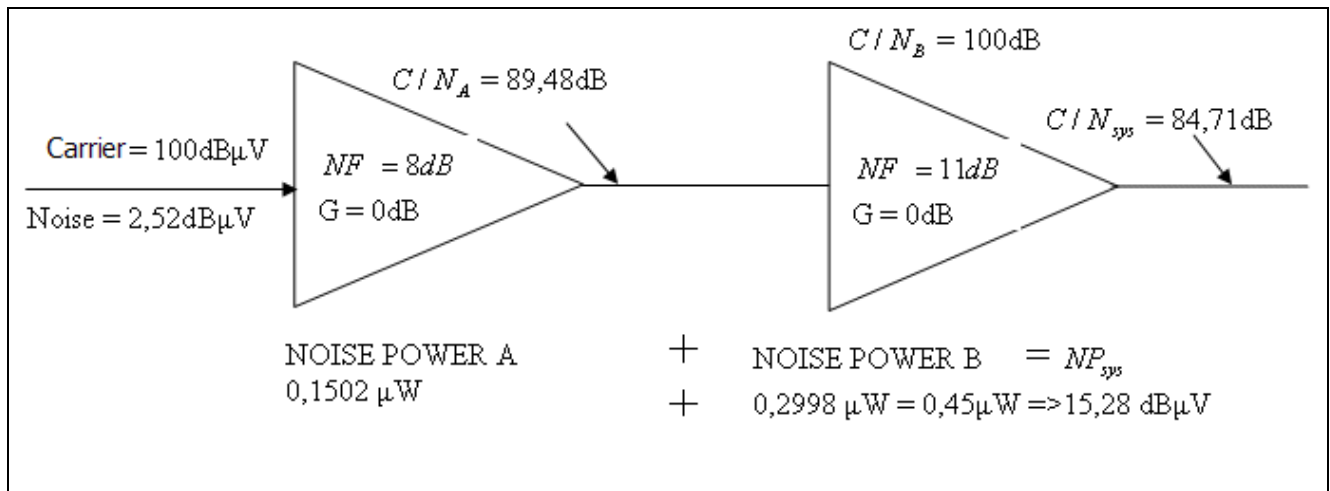 C / N_B = 100dB
C / N_A = 89,48dB
C / N_sys = 84,71dB
Carrier = 100dBµV
NF = 8dB
NF = 11dB
Noise = 2,52dBµV
G = 0dB
G = 0dB
NOISE POWER A + NOISE POWER B = NP_sys
0,1502 µW + 0,2998 µW = 0,45µW =>15,28 dBµV